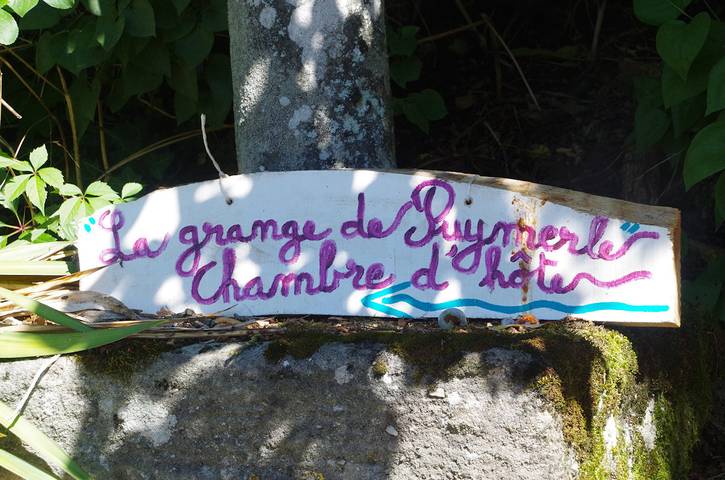 "La grange de Puymerle"
Chambre d'hôte